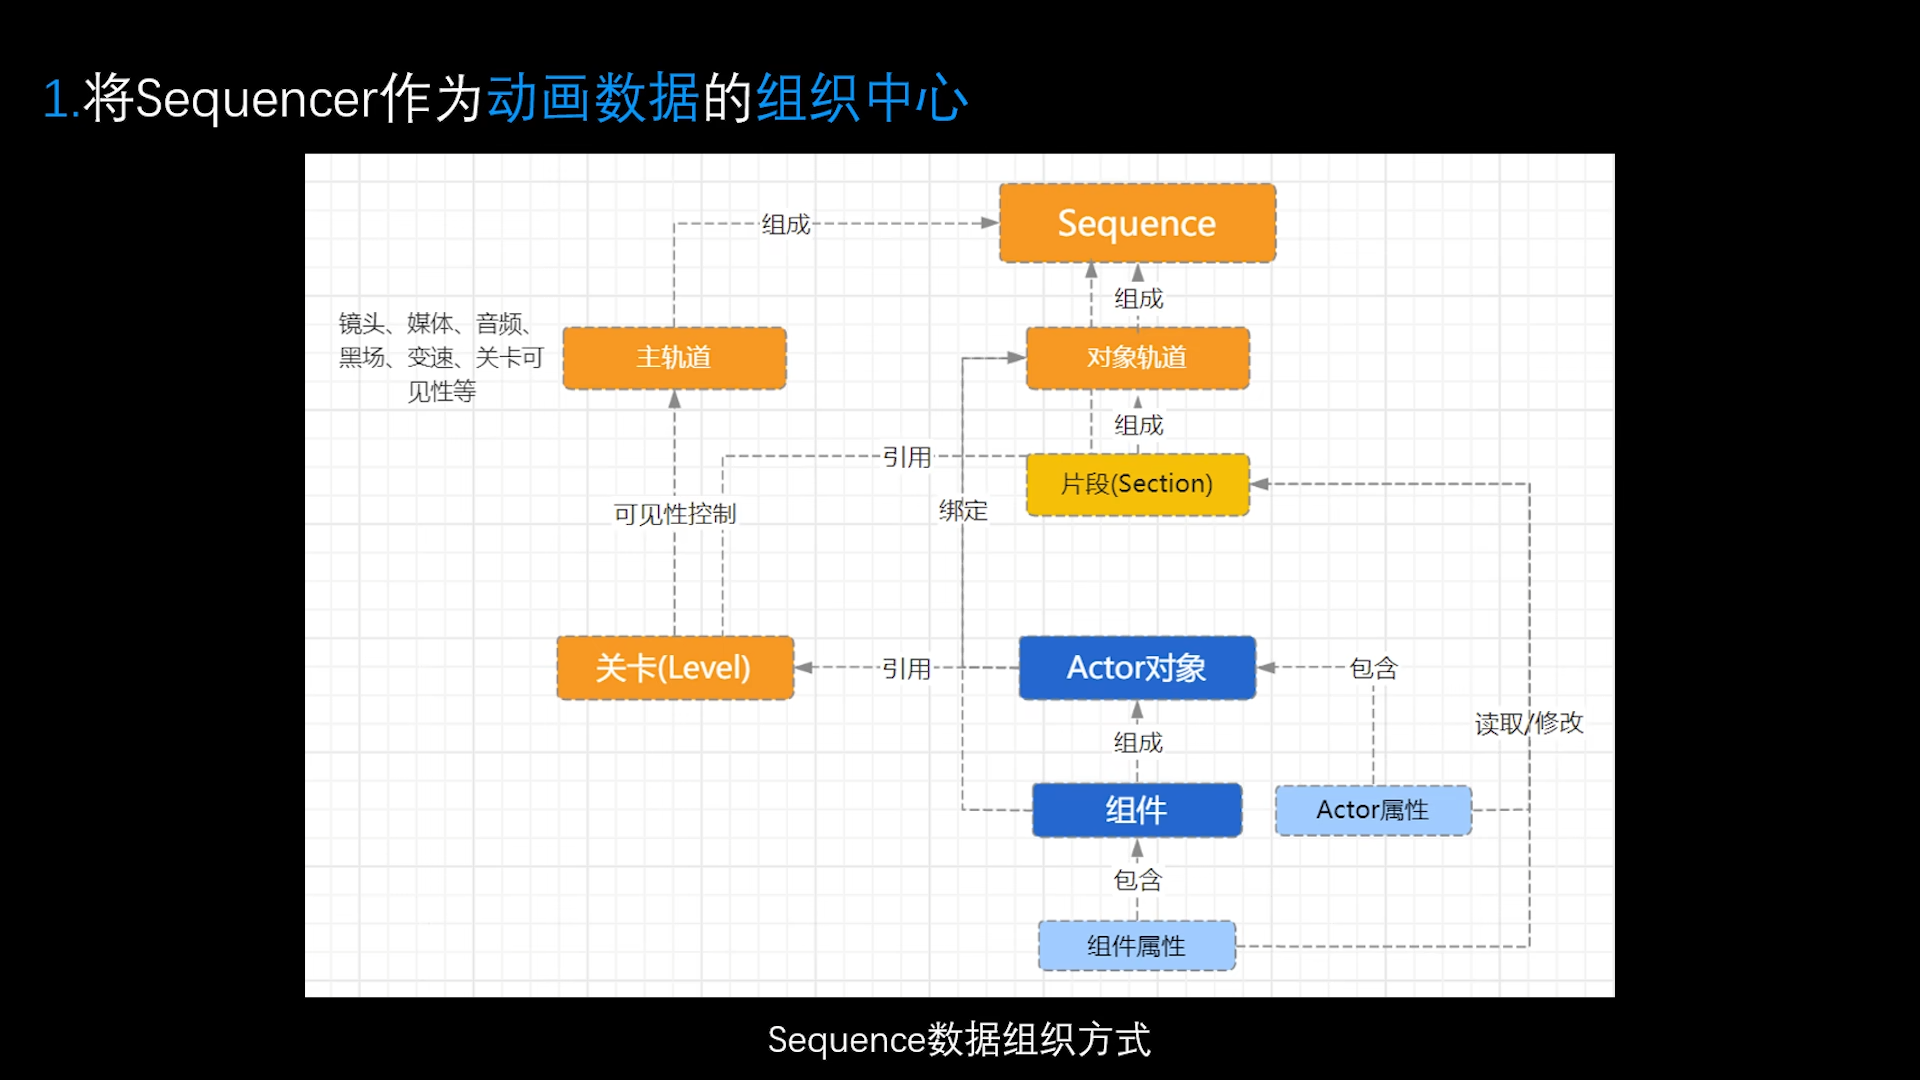 1.将Sequencer作为动画数据的组织中心
Sequence
组成
组成
镜头、媒体、音频、
黑场、变速、关卡可
见性等
主轨道
对象轨道
组成
引用
片段(Section)
可见性控制
绑定
关卡(Level)
引用
Actor对象
包含
读取/修改
组成
组件
Actor属性
包含
组件属性
Sequence数据组织方式